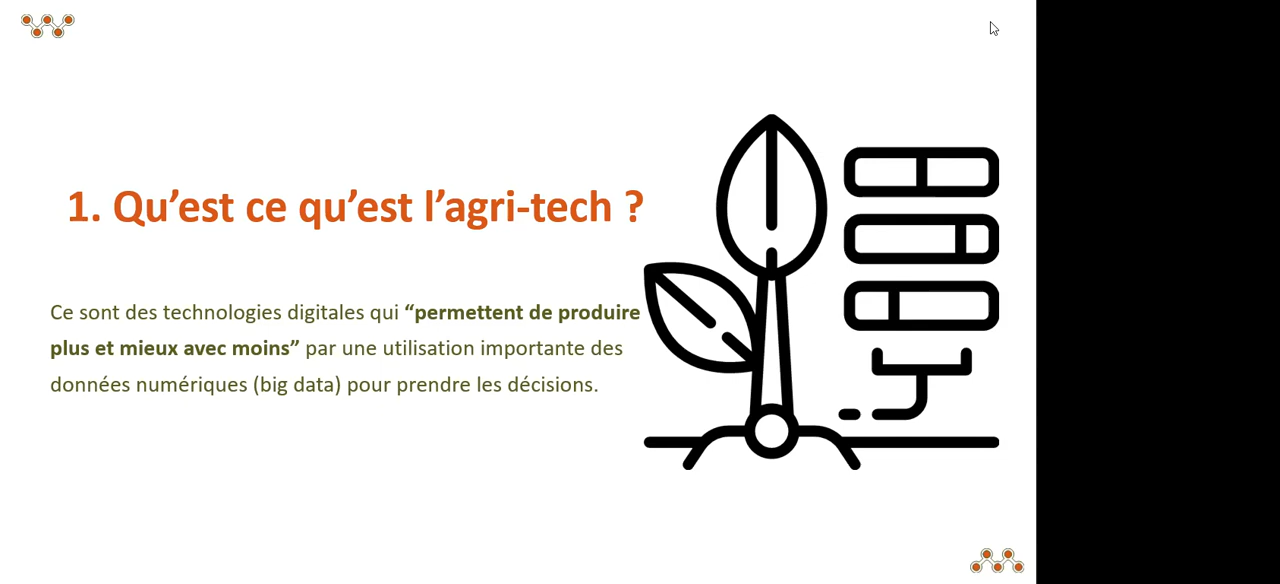 1. Qu’est ce qu’est l’agri-tech ?
Ce sont des technologies digitales qui “permettent de produire
plus et mieux avec moins” par une utilisation importante des
données numériques (big data) pour prendre les décisions.